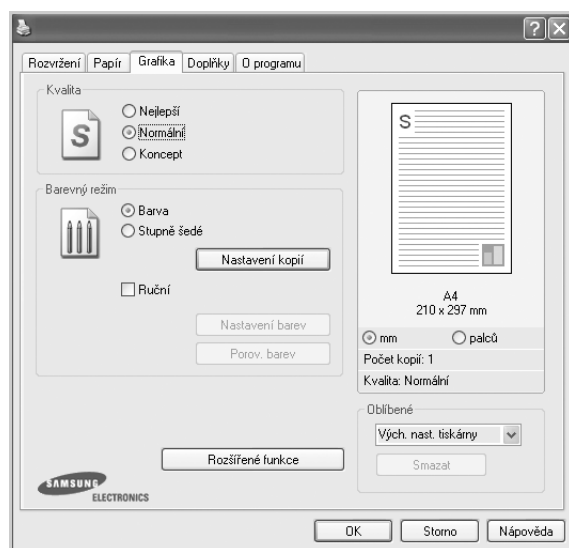 Rozvržení Papír Grafika Doplňky O programu
Kvalita
S
Nejlepší
Normální
Koncept
Barevný režim
Barva
Stupně šedé
Nastavení kopií
Ruční
Nastavení barev
Porov. barev
Rozšířené funkce
SAMSUNG
ELECTRONICS
S
A4
210 x 297 mm
mm palců
Počet kopií: 1
Kvalita: Normální
Oblíbené
Vých. nast. tiskárny
Smazat
OK Storno Nápověda